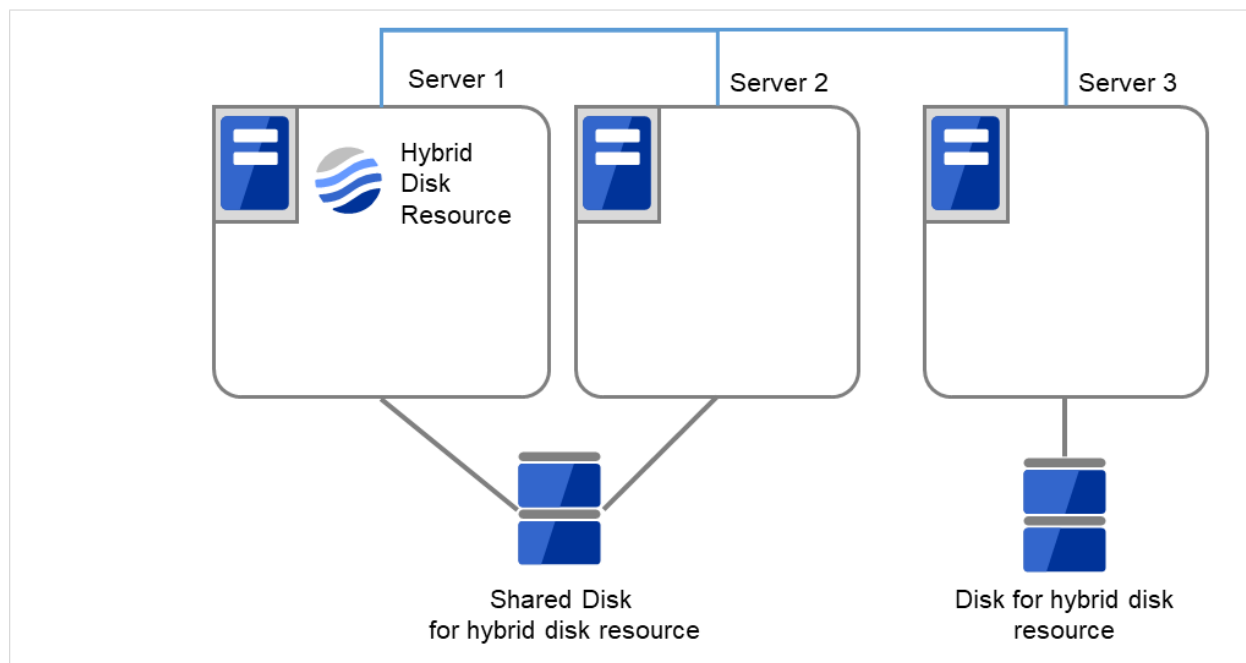 Server 1
Server 2
Server 3
Hybrid
Disk
Resource
Shared Disk
for hybrid disk resource
Disk for hybrid disk
resource